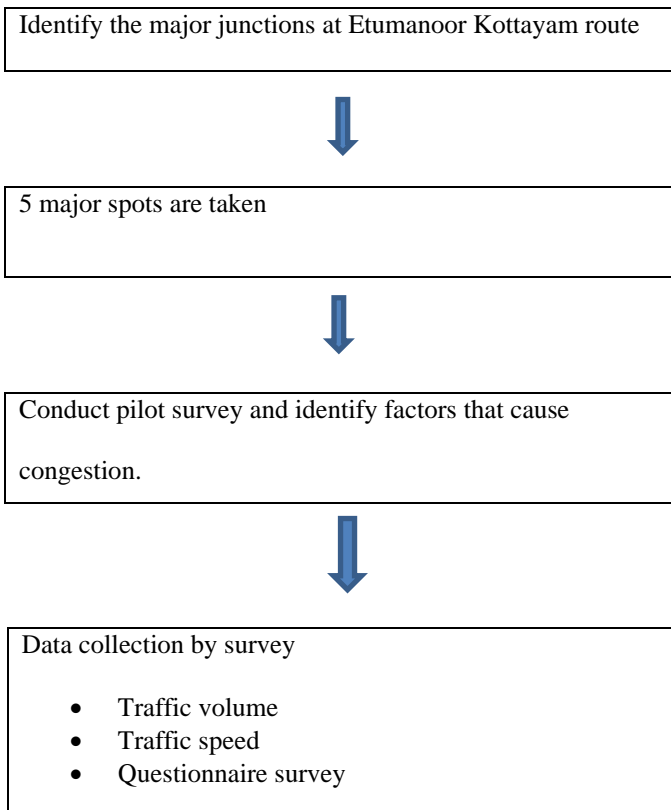 Identify the major junctions at Etumanoor Kottayam route
5 major spots are taken
Conduct pilot survey and identify factors that cause
congestion.
Data collection by survey
• Traffic volume
• Traffic speed
• Questionnaire survey